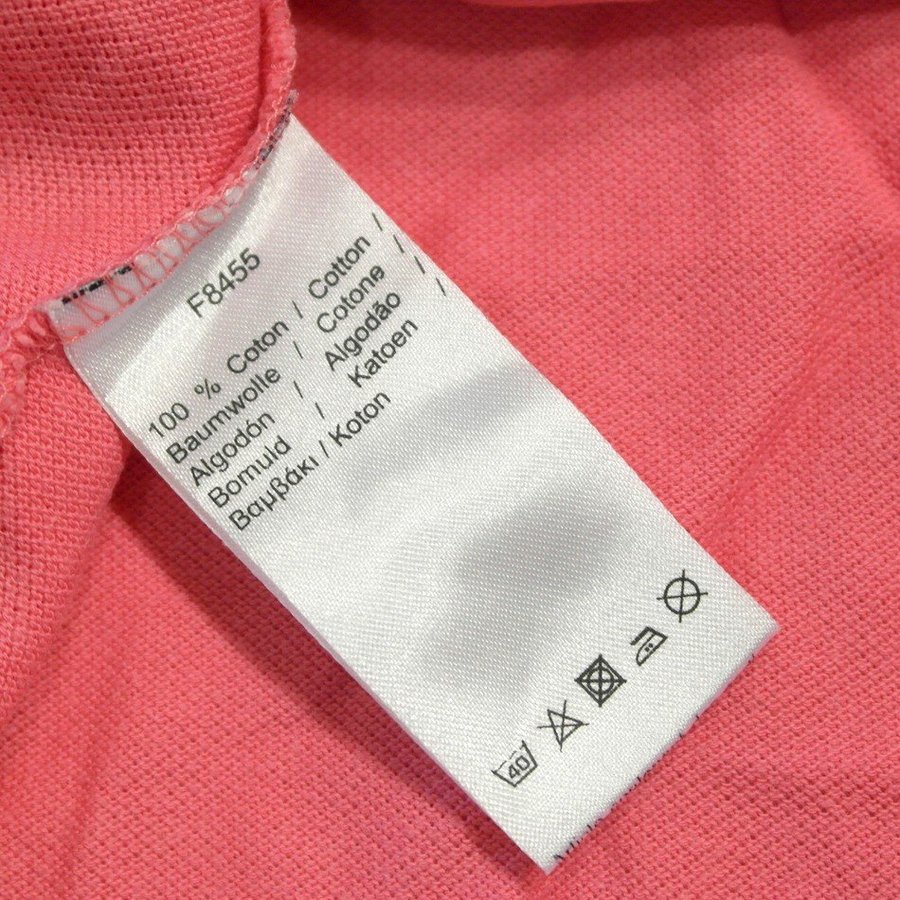 F8455
100 % Coton / Cotton /
Baumwolle / Cotone /
Algodón / Algodão /
Bomuld / Katoen /
Βαμβάκι / Koton
40